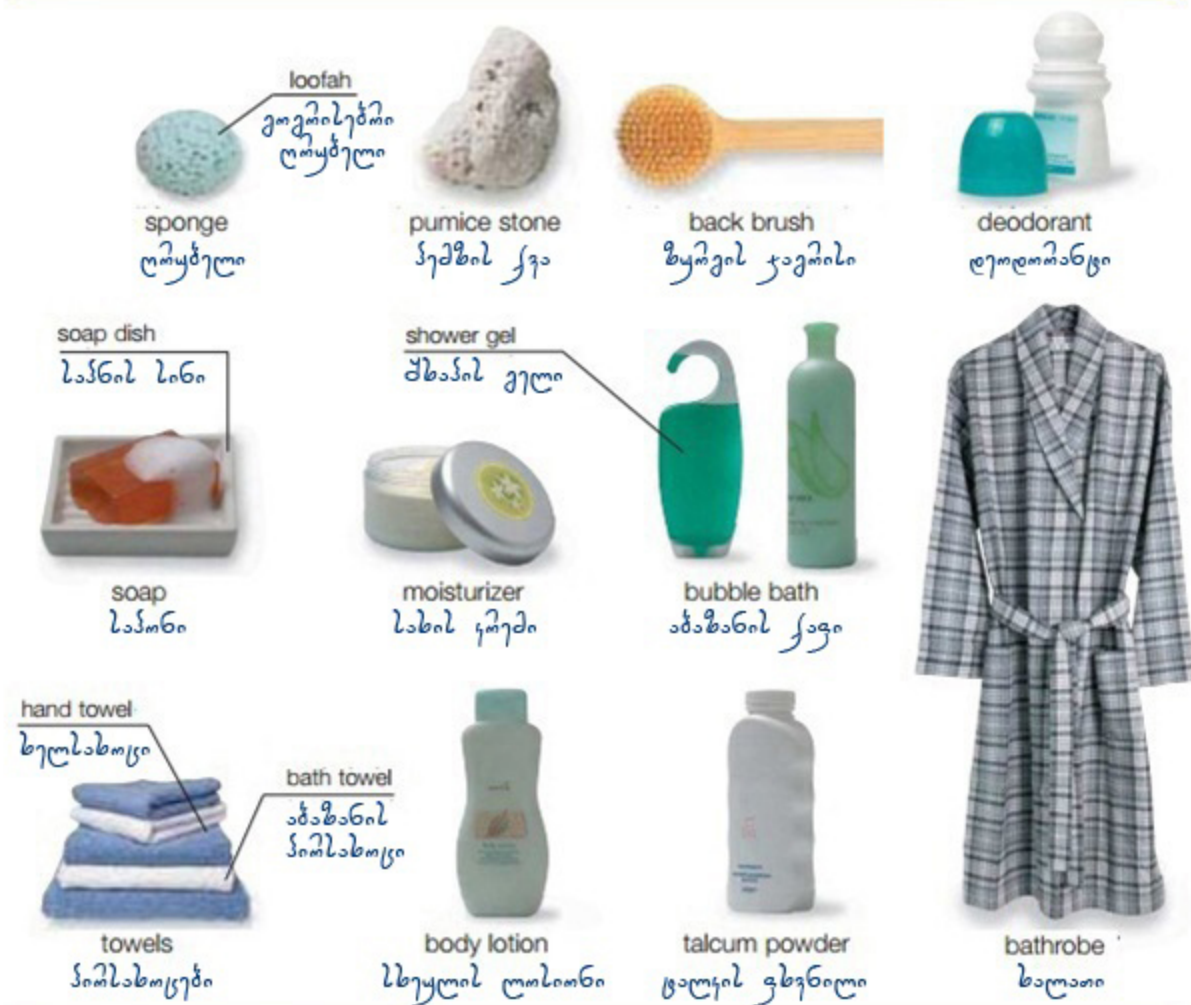 loofah
გოგრისებრი
ღრუბელი
sponge
ღრუბელი
pumice stone
პემზის ქვა
back brush
ზურგის ჯაგრისი
deodorant
დეოდორანტი
soap dish
საპნის სინი
soap
საპონი
moisturizer
სახის კრემი
shower gel
შხაპის გელი
bubble bath
აბაზანის ქაფი
hand towel
ხელსახოცი
bath towel
აბაზანის
პირსახოცი
towels
პირსახოცები
body lotion
სხეულის ლოსიონი
talcum powder
ტალკის ფხვნილი
bathrobe
ხალათი